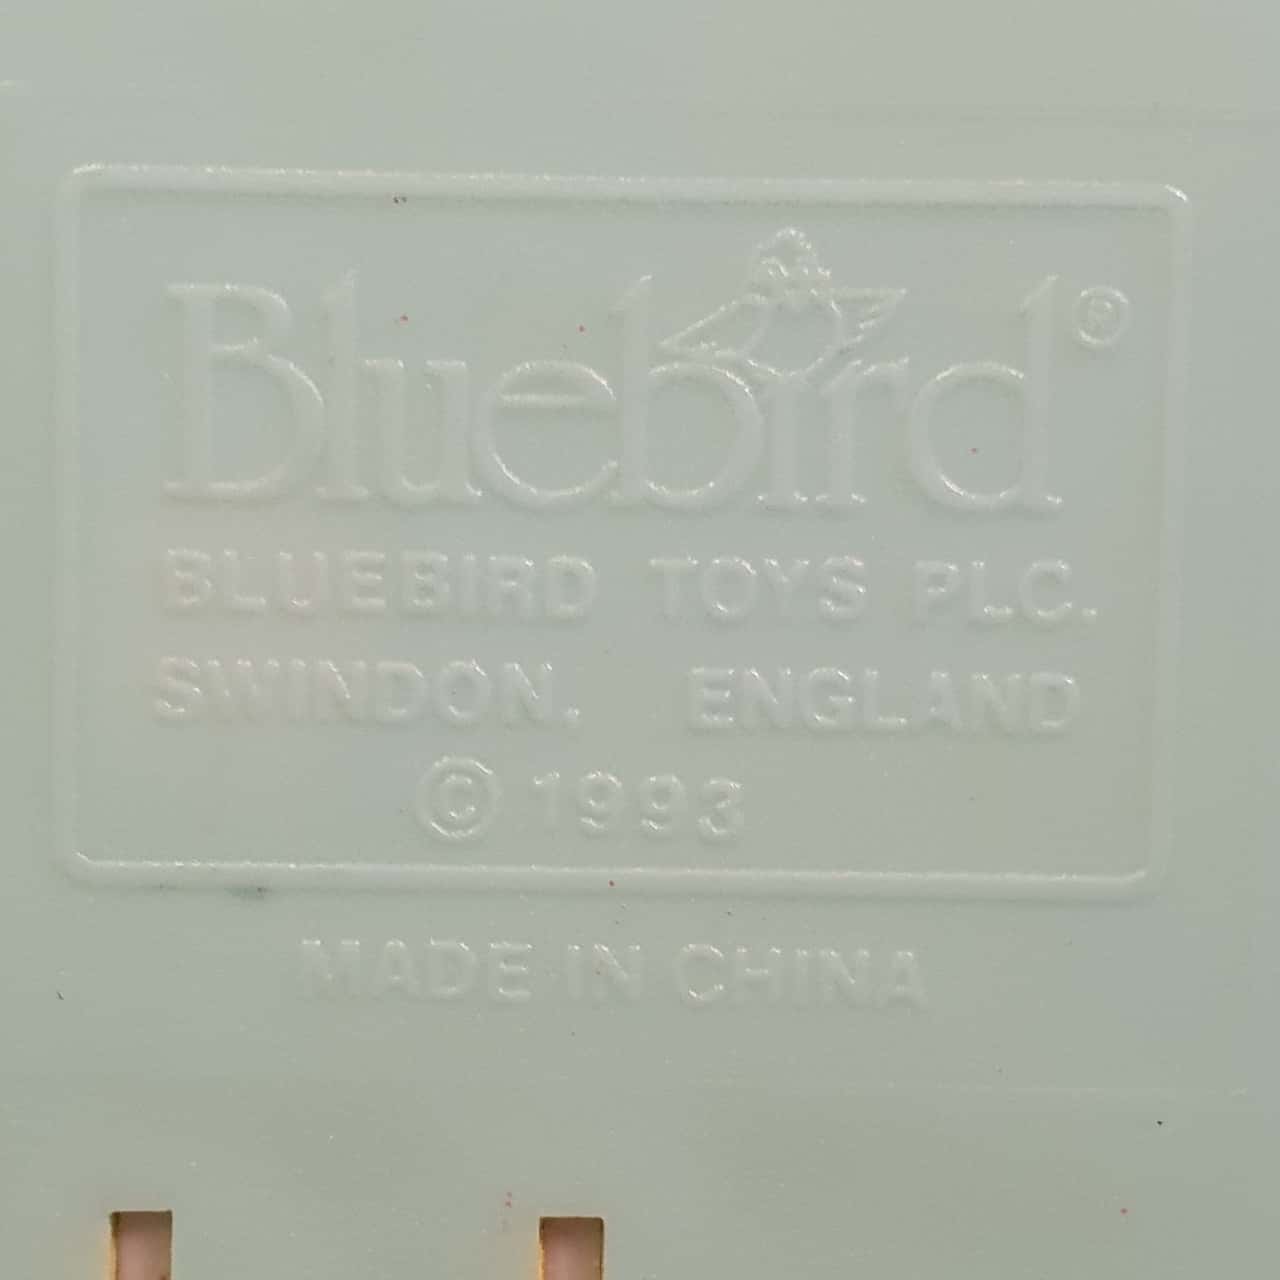 Bluebird®
BLUEBIRD TOYS PLC.
SWINDON. ENGLAND
© 1993
MADE IN CHINA